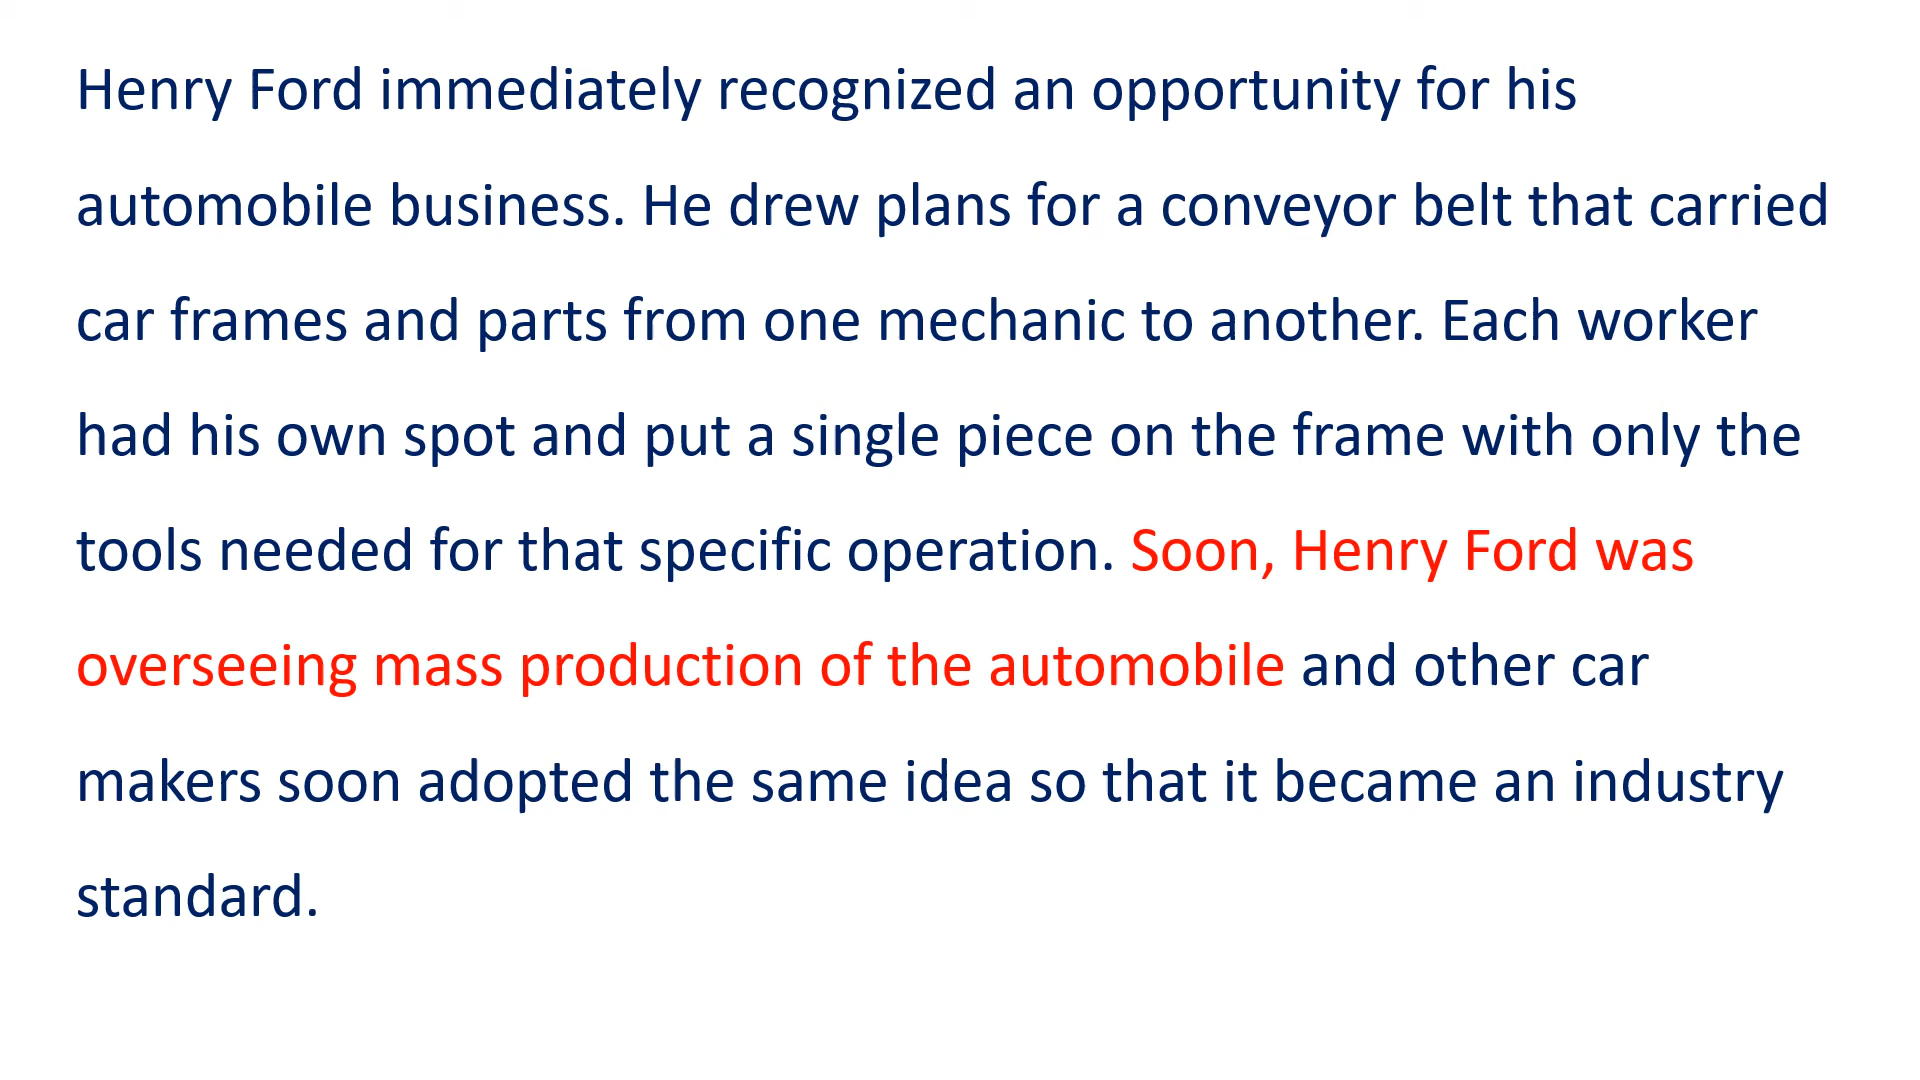 Henry Ford immediately recognized an opportunity for his
automobile business. He drew plans for a conveyor belt that carried
car frames and parts from one mechanic to another. Each worker
had his own spot and put a single piece on the frame with only the
tools needed for that specific operation. Soon, Henry Ford was
overseeing mass production of the automobile and other car
makers soon adopted the same idea so that it became an industry
standard.